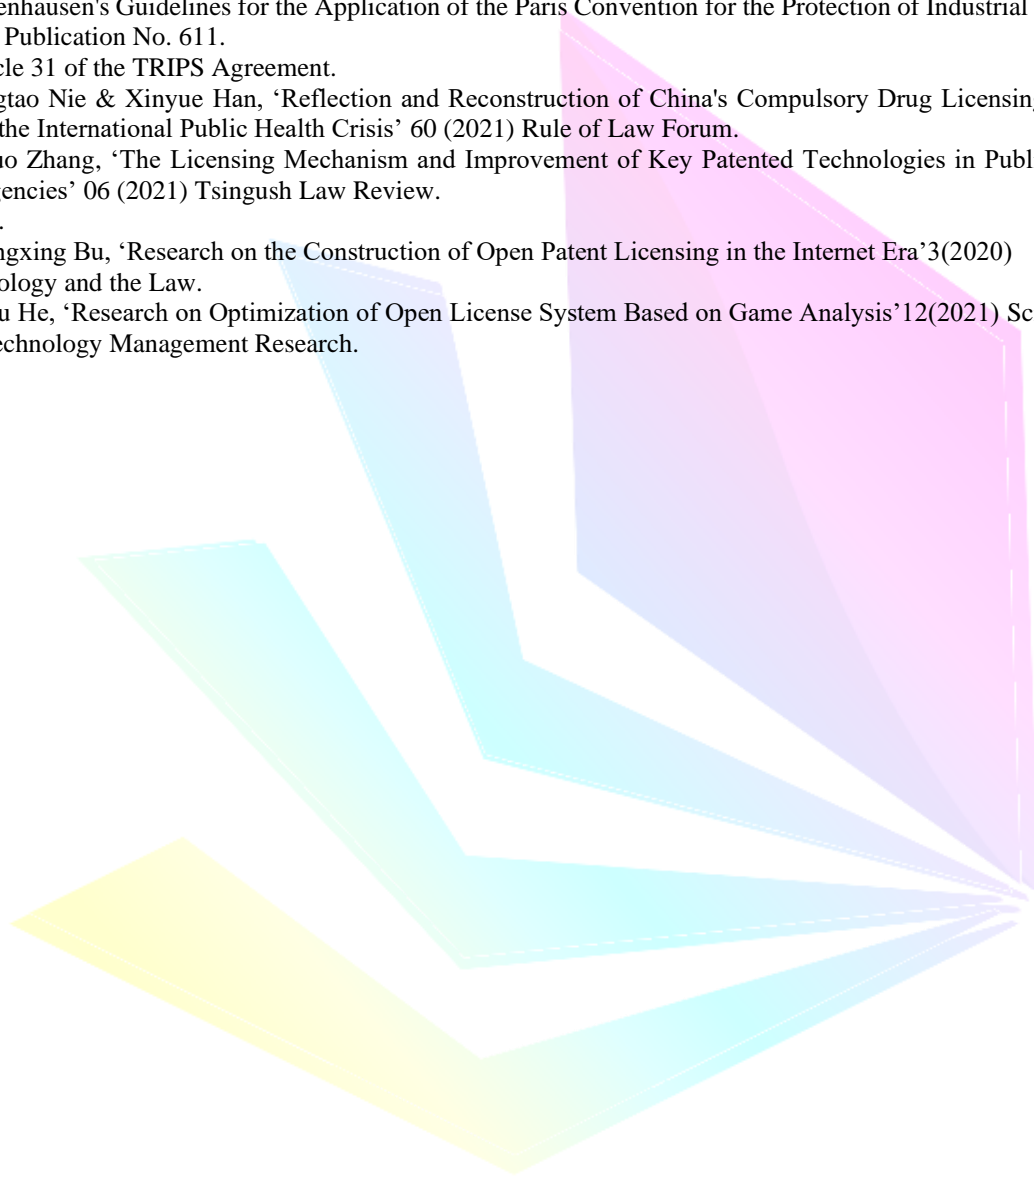 enhausen's Guidelines for the Application of the Paris Convention for the Protection of Industrial
Publication No. 611.
cle 31 of the TRIPS Agreement.
gtao Nie & Xinyue Han, ‘Reflection and Reconstruction of China's Compulsory Drug Licensing
the International Public Health Crisis’ 60 (2021) Rule of Law Forum.
uo Zhang, ‘The Licensing Mechanism and Improvement of Key Patented Technologies in Publ
gencies’ 06 (2021) Tsingush Law Review.
.
ngxing Bu, ‘Research on the Construction of Open Patent Licensing in the Internet Era’3(2020)
ology and the Law.
u He, ‘Research on Optimization of Open License System Based on Game Analysis’12(2021) Sc
echnology Management Research.